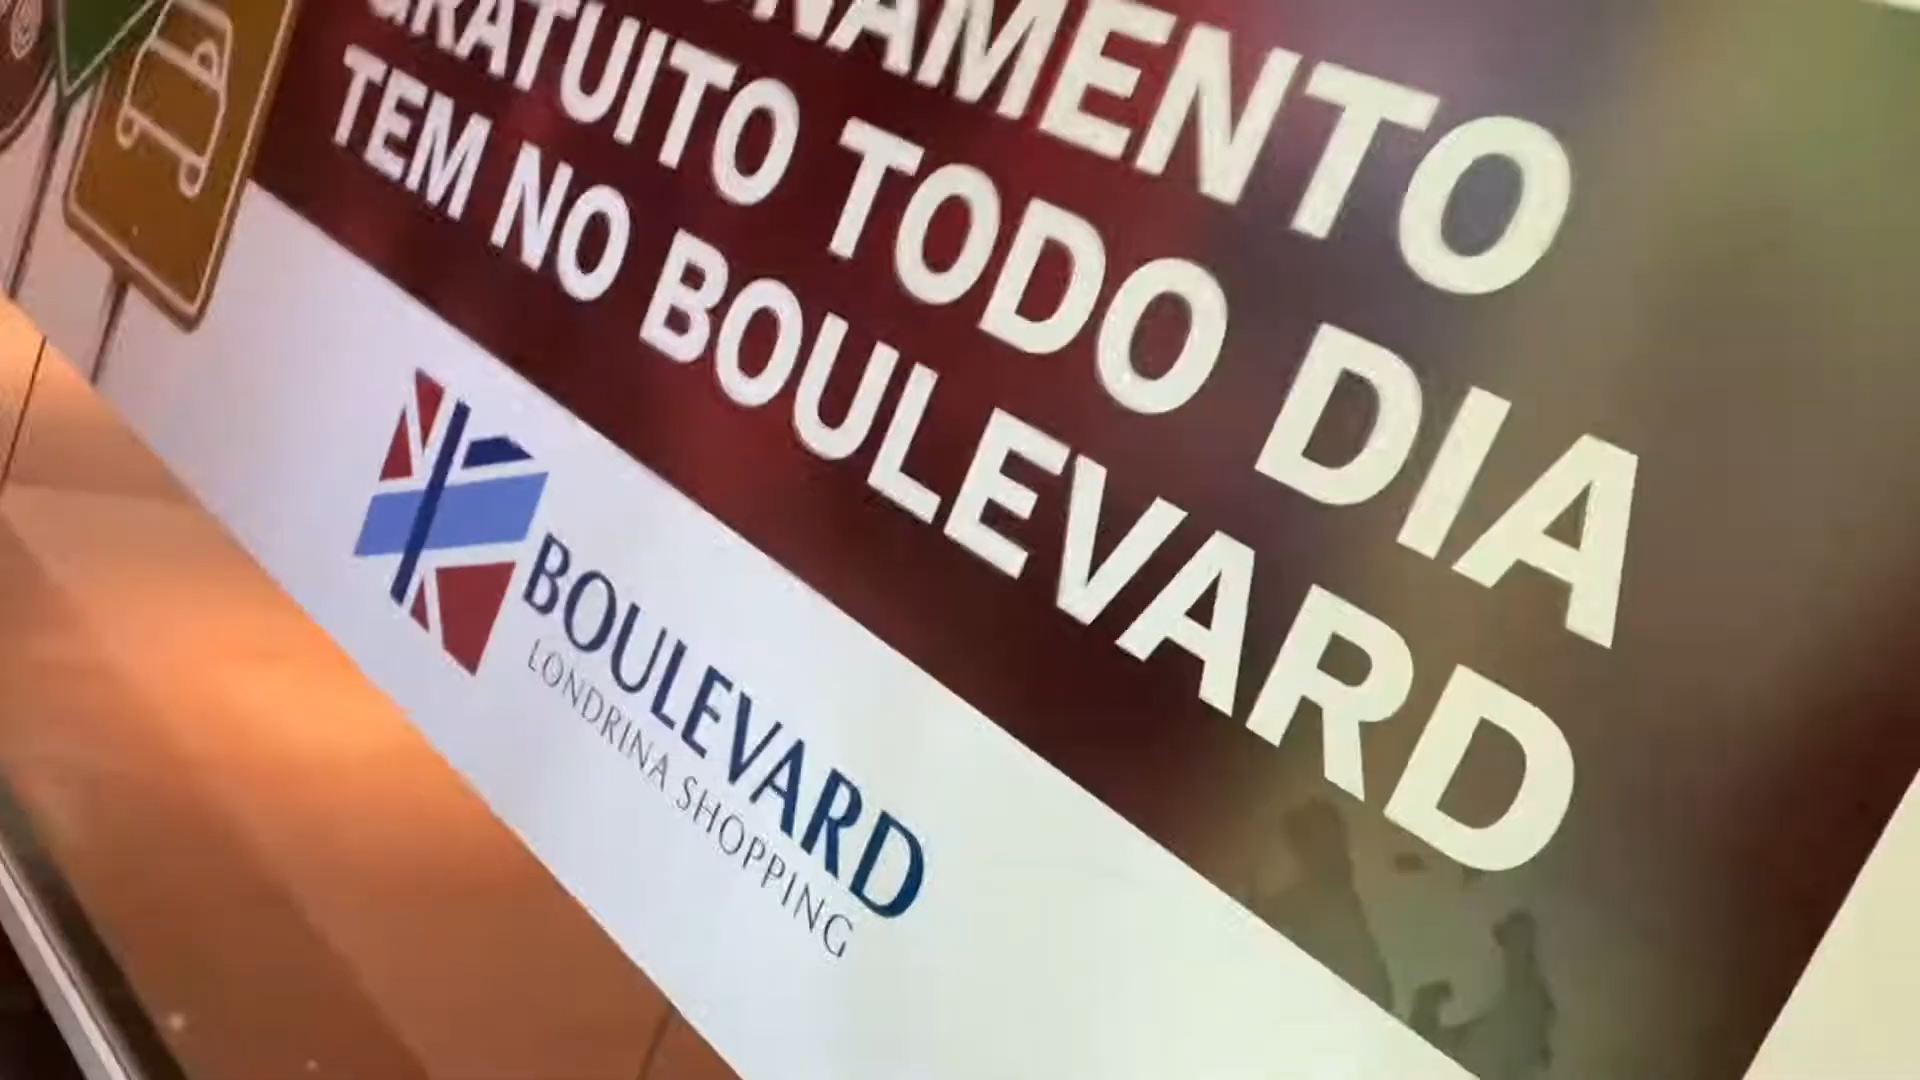 NAMENTO
GRATUITO TODO DIA
TEM NO BOULEVARD
BOULEVARD
LONDRINA SHOPPING